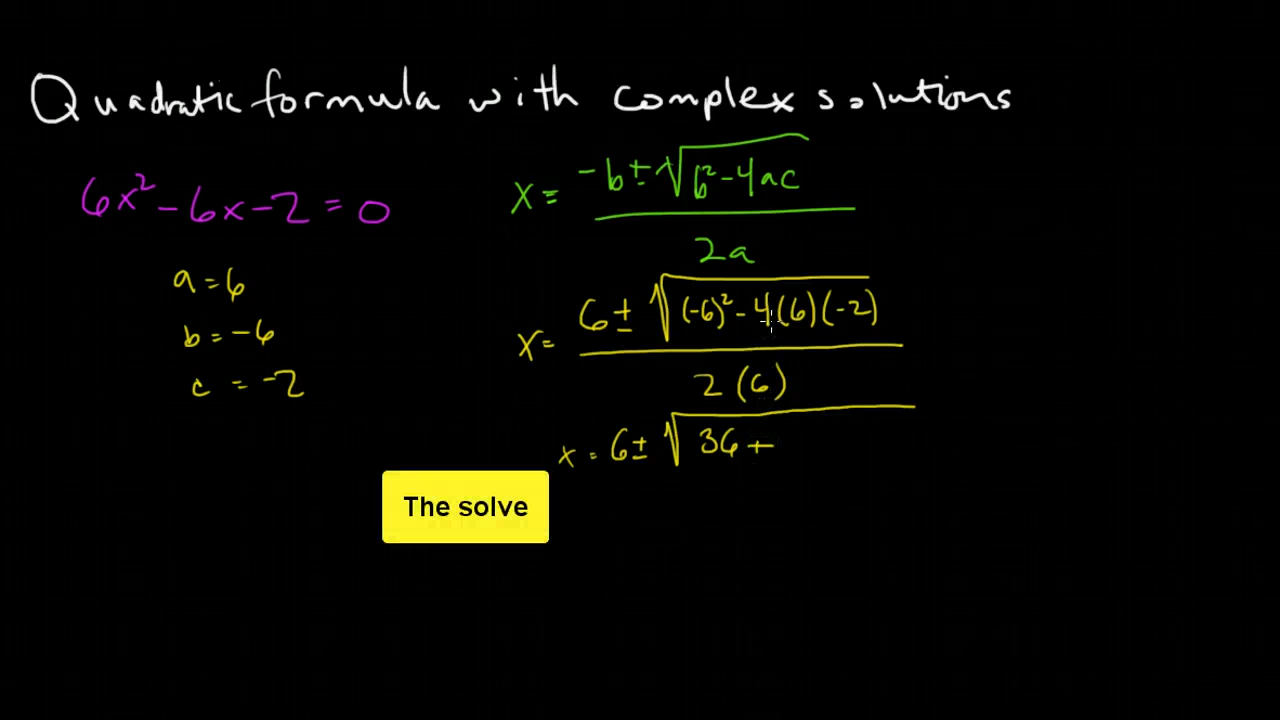 Quadratic formula with complex solutions
6x² - 6x - 2 = 0
x = (-b ± √(b² - 4ac)) / 2a
a = 6
b = -6
c = -2
x = (6 ± √((-6)² - 4(6)(-2))) / 2(6)
x = 6 ± √(36 +
The solve